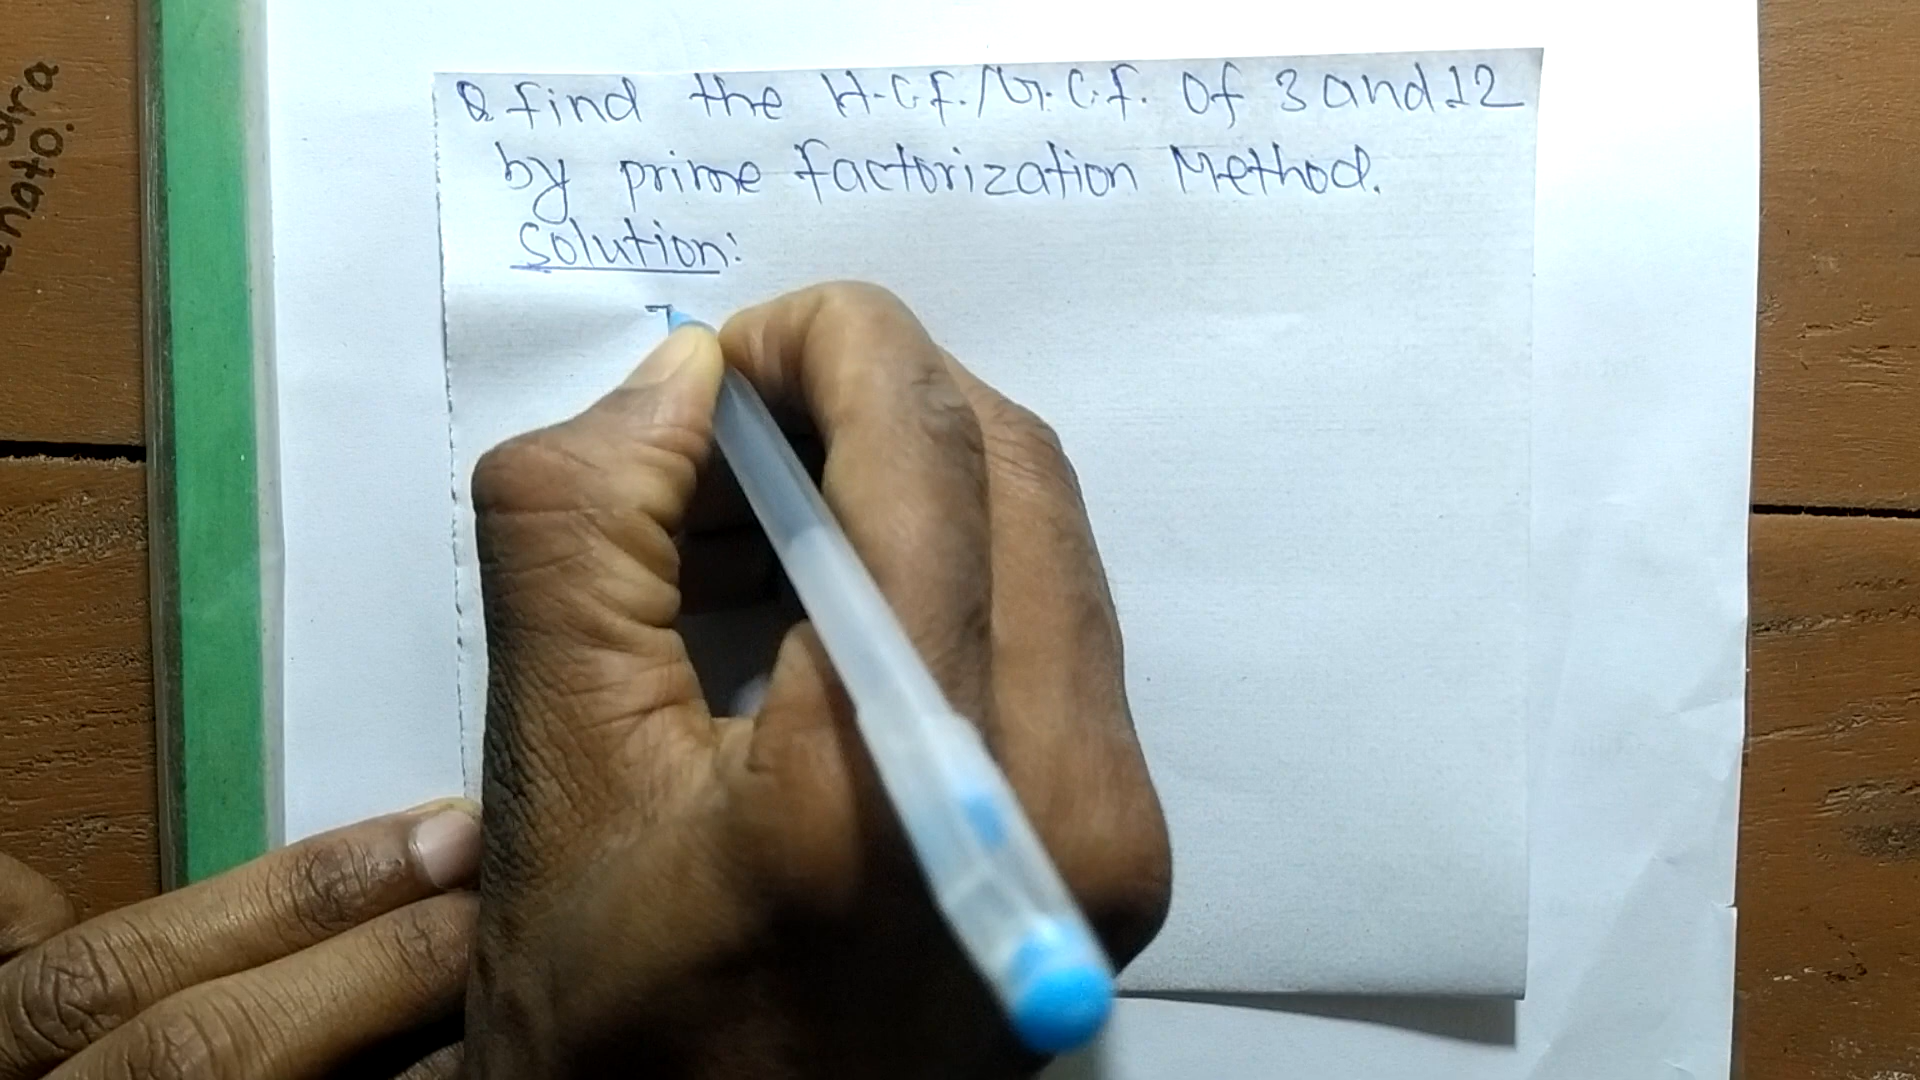 Q find the H.C.F./G.C.F. Of 3 and 12
by prime factorization Method.
Solution: